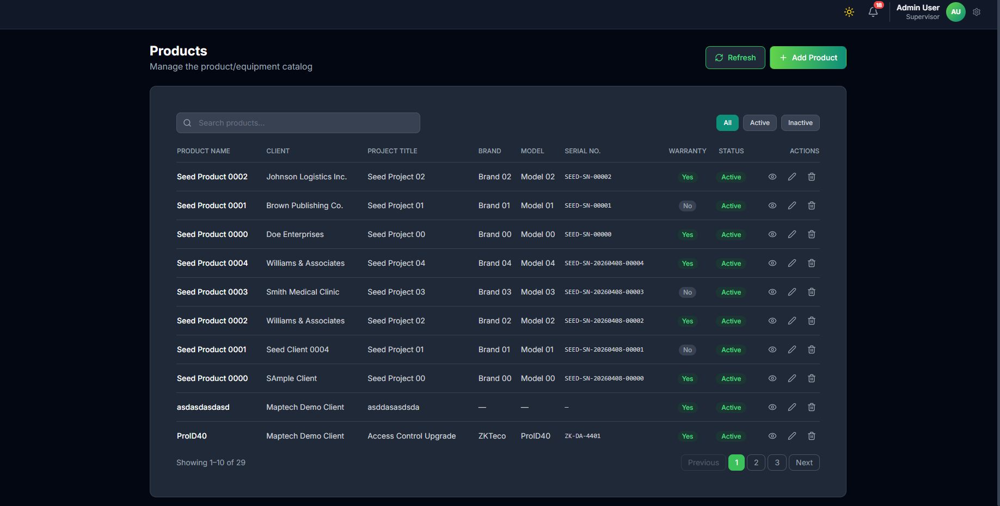 18
Admin User
Supervisor
AU
Products
Manage the product/equipment catalog
Refresh
+ Add Product
Search products...
All Active Inactive
PRODUCT NAME CLIENT PROJECT TITLE BRAND MODEL SERIAL NO. WARRANTY STATUS ACTIONS
Seed Product 0002 Johnson Logistics Inc. Seed Project 02 Brand 02 Model 02 SEED-SN-00002 Yes Active
Seed Product 0001 Brown Publishing Co. Seed Project 01 Brand 01 Model 01 SEED-SN-00001 No Active
Seed Product 0000 Doe Enterprises Seed Project 00 Brand 00 Model 00 SEED-SN-00000 Yes Active
Seed Product 0004 Williams & Associates Seed Project 04 Brand 04 Model 04 SEED-SN-20260408-00004 Yes Active
Seed Product 0003 Smith Medical Clinic Seed Project 03 Brand 03 Model 03 SEED-SN-20260408-00003 No Active
Seed Product 0002 Williams & Associates Seed Project 02 Brand 02 Model 02 SEED-SN-20260408-00002 Yes Active
Seed Product 0001 Seed Client 0004 Seed Project 01 Brand 01 Model 01 SEED-SN-20260408-00001 No Active
Seed Product 0000 SAmple Client Seed Project 00 Brand 00 Model 00 SEED-SN-20260408-00000 Yes Active
asdasdasdasd Maptech Demo Client asddasasdsda — — – Yes Active
ProID40 Maptech Demo Client Access Control Upgrade ZKTeco ProID40 ZK-DA-4401 Yes Active
Showing 1–10 of 29
Previous 1 2 3 Next